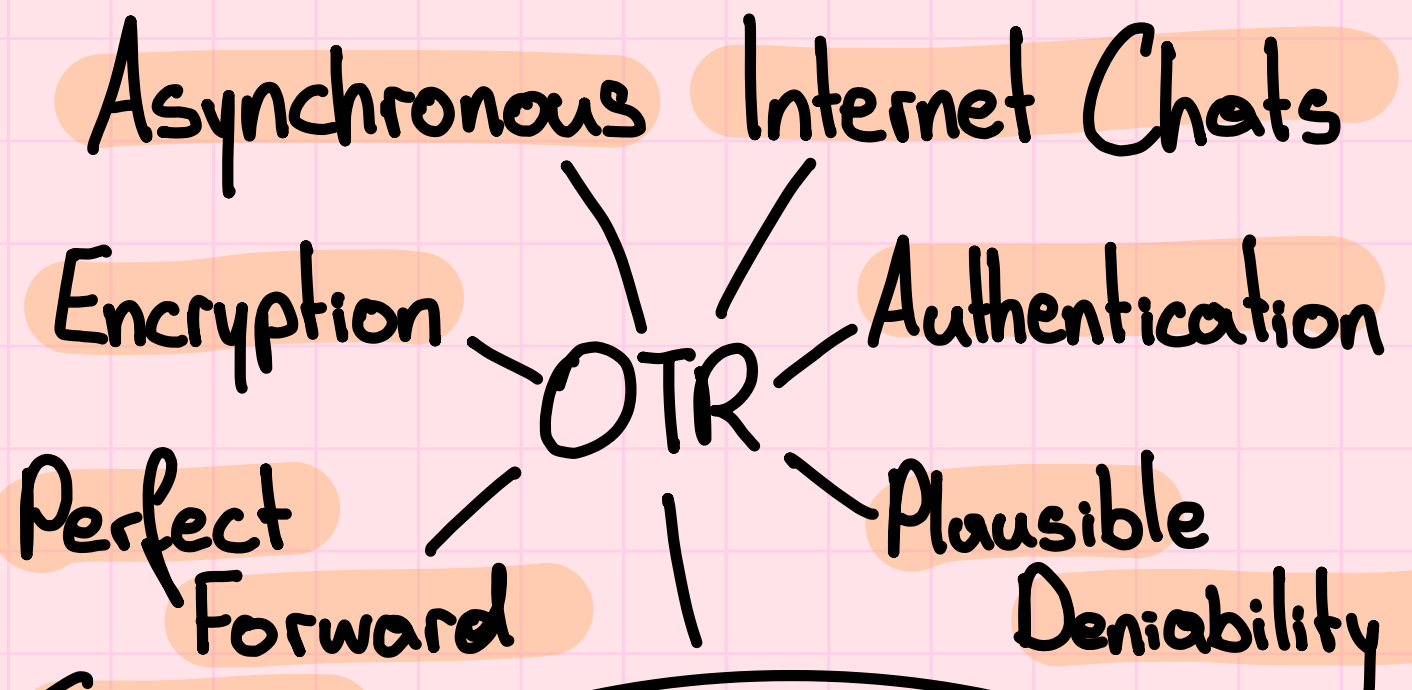 Asynchronous
Internet Chats
Encryption
Authentication
OTR
Perfect
Forward
Plausible
Deniability